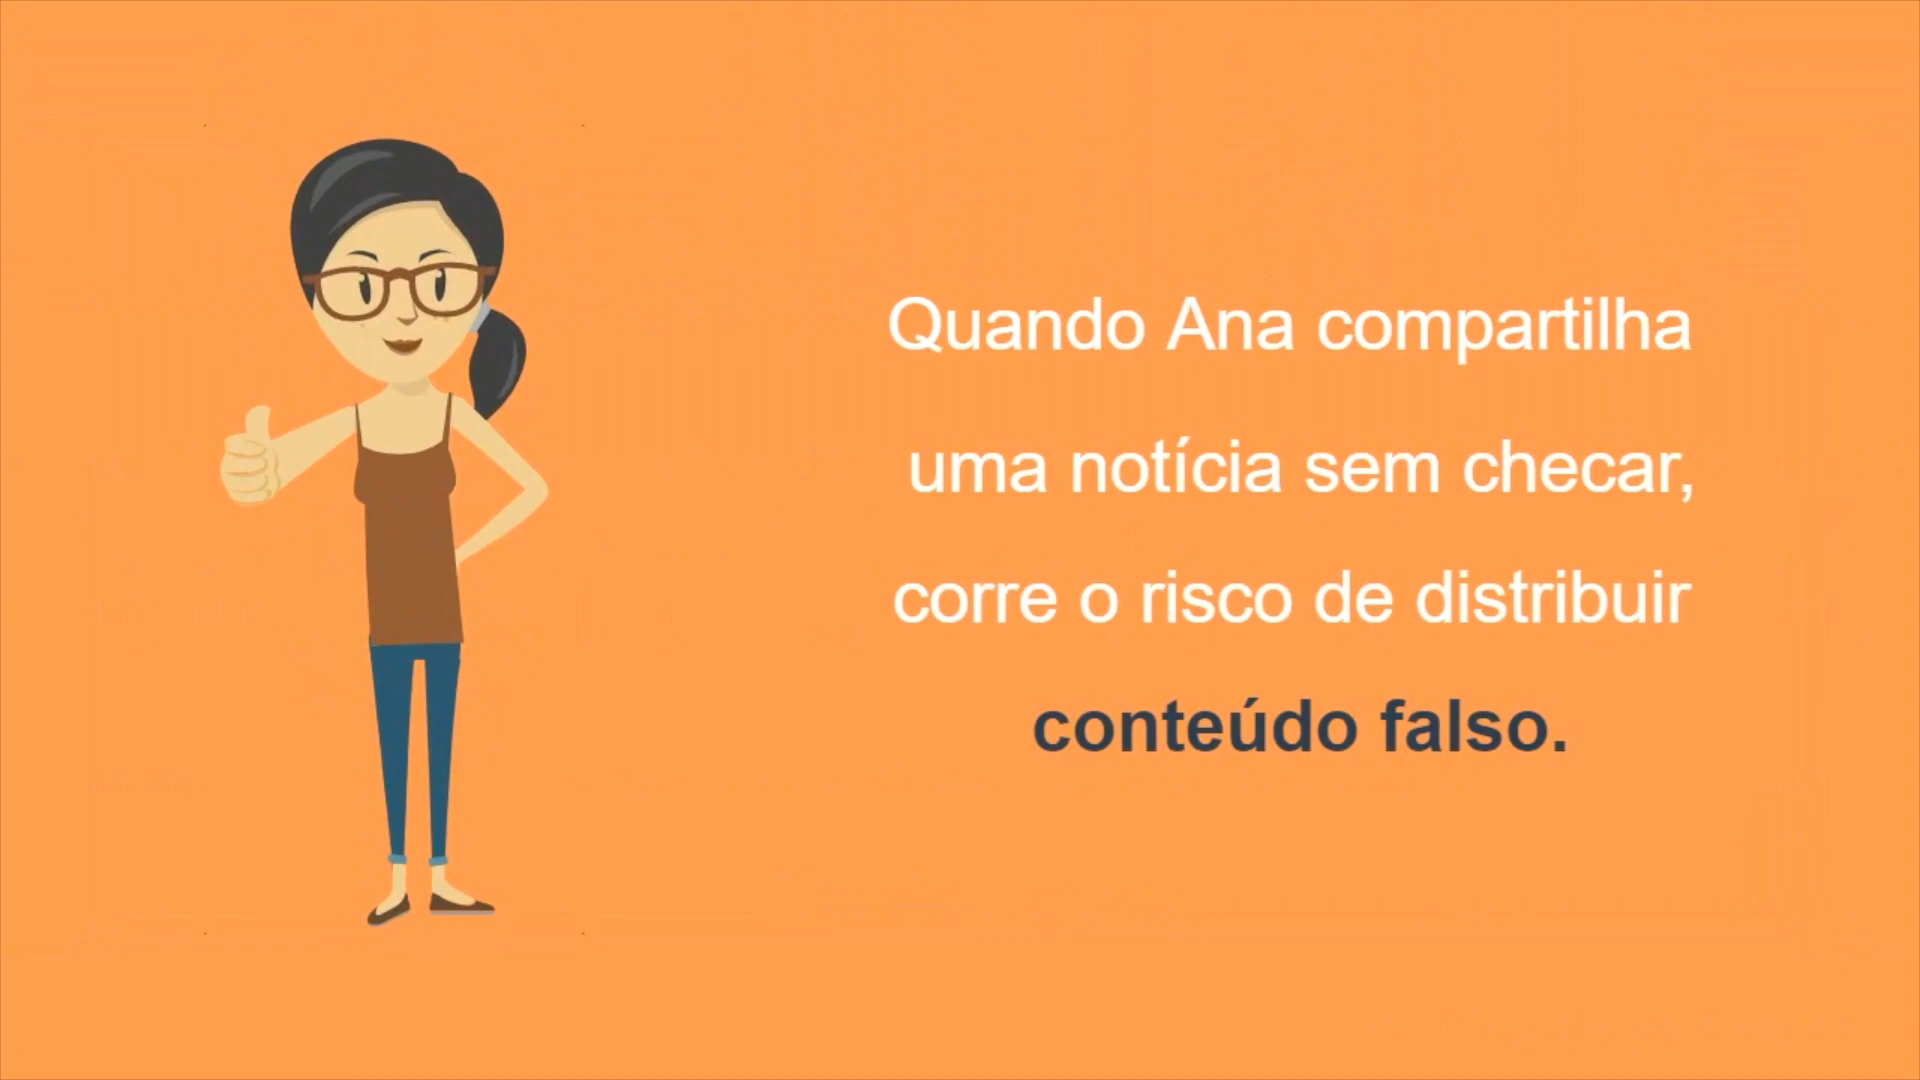 Quando Ana compartilha
uma notícia sem checar,
corre o risco de distribuir
conteúdo falso.